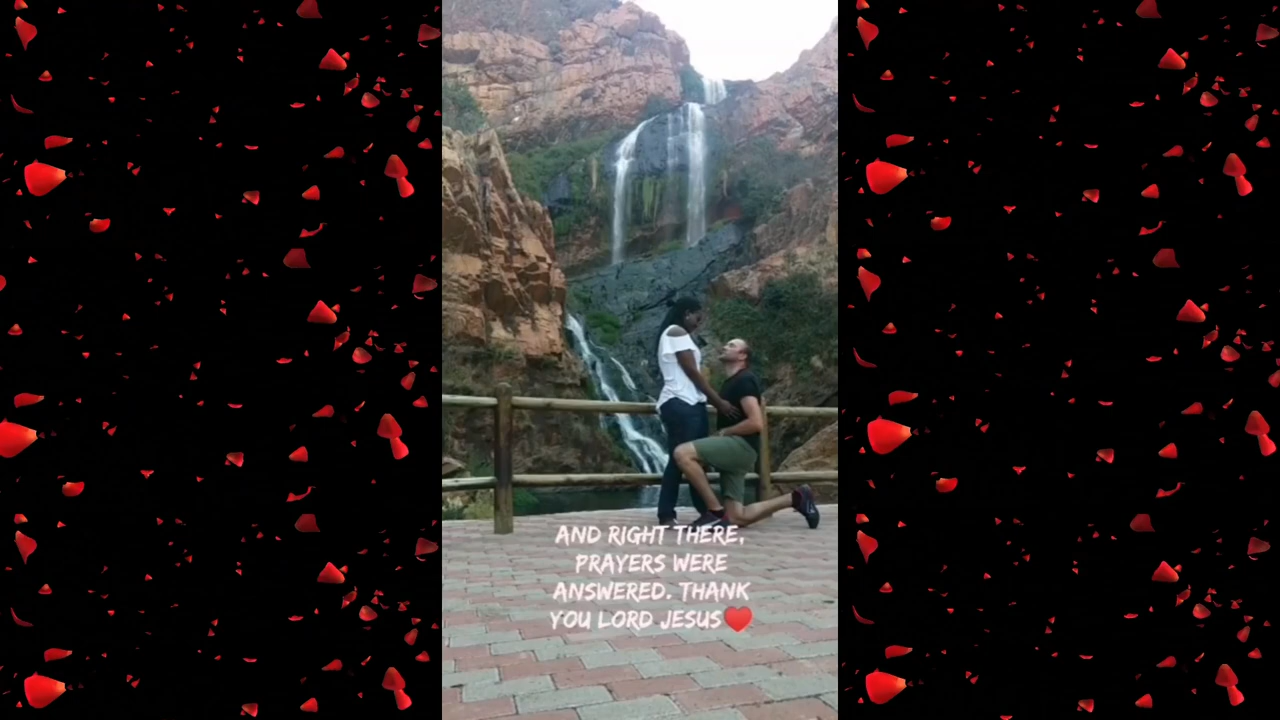 AND RIGHT THERE,
PRAYERS WERE
ANSWERED. THANK
YOU LORD JESUS❤️